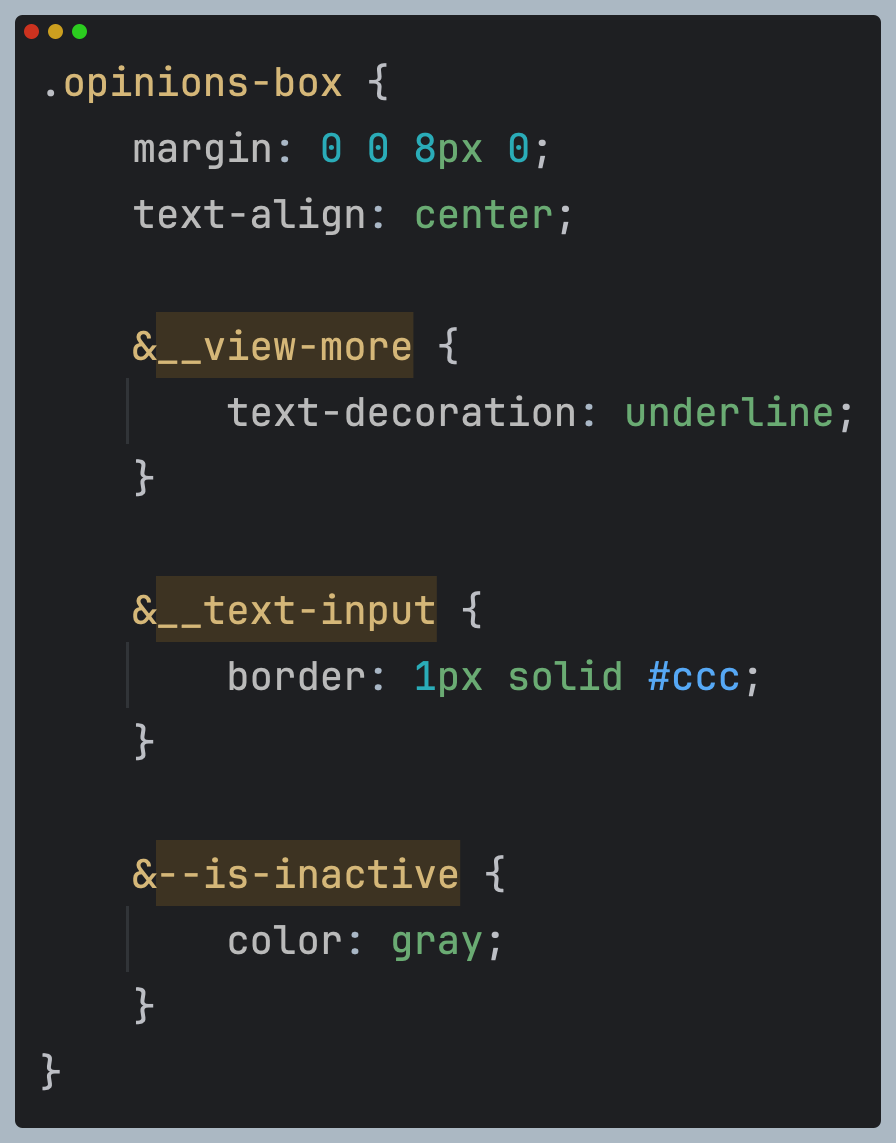 .opinions-box {
    margin: 0 0 8px 0;
    text-align: center;

    &__view-more {
        text-decoration: underline;
    }

    &__text-input {
        border: 1px solid #ccc;
    }

    &--is-inactive {
        color: gray;
    }
}